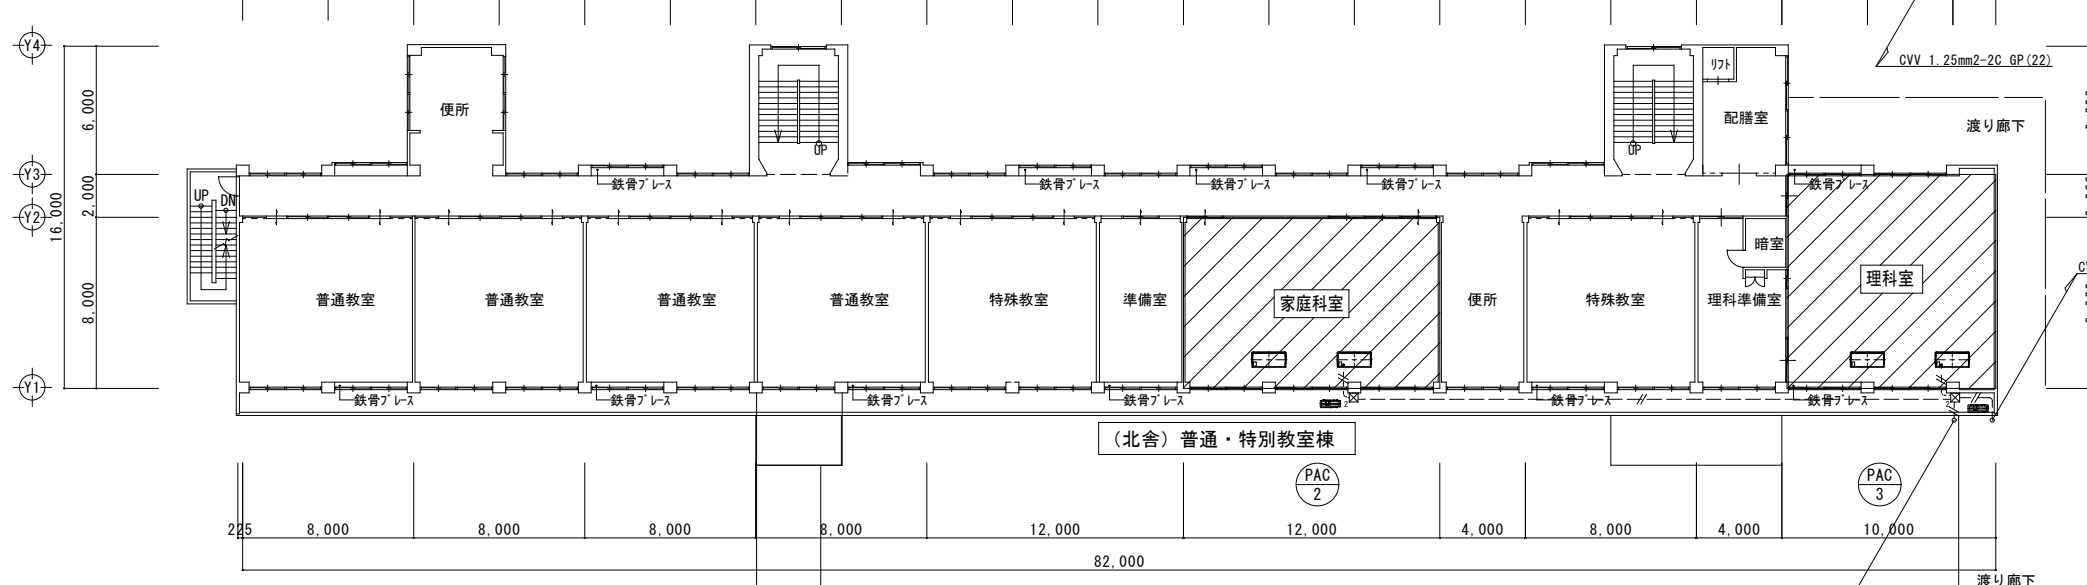 Y4
CVV 1.25mm2-2C GP(22)
リフト
6,000
便所
配膳室
渡り廊下
UP
UP
Y3
鉄骨ブレース
鉄骨ブレース
鉄骨ブレース
鉄骨ブレース
鉄骨ブレース
UP
DN
2,000
16,000
Y2
暗室
理科室
普通教室
普通教室
普通教室
普通教室
特殊教室
準備室
家庭科室
便所
特殊教室
理科準備室
8,000
Y1
鉄骨ブレース
鉄骨ブレース
鉄骨ブレース
鉄骨ブレース
鉄骨ブレース
鉄骨ブレース
2
2
(北舎)普通・特別教室棟
PAC
2
PAC
3
225
8,000
8,000
8,000
8,000
12,000
12,000
4,000
8,000
4,000
10,000
82,000
渡り廊下